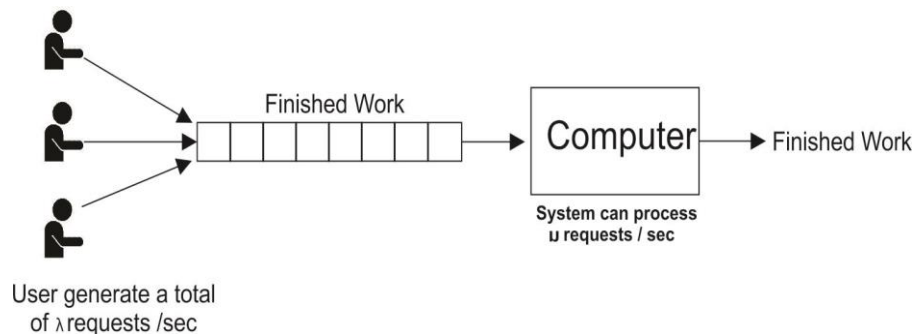 Finished Work
Computer
Finished Work
System can process
μ requests / sec
User generate a total
of λ requests /sec